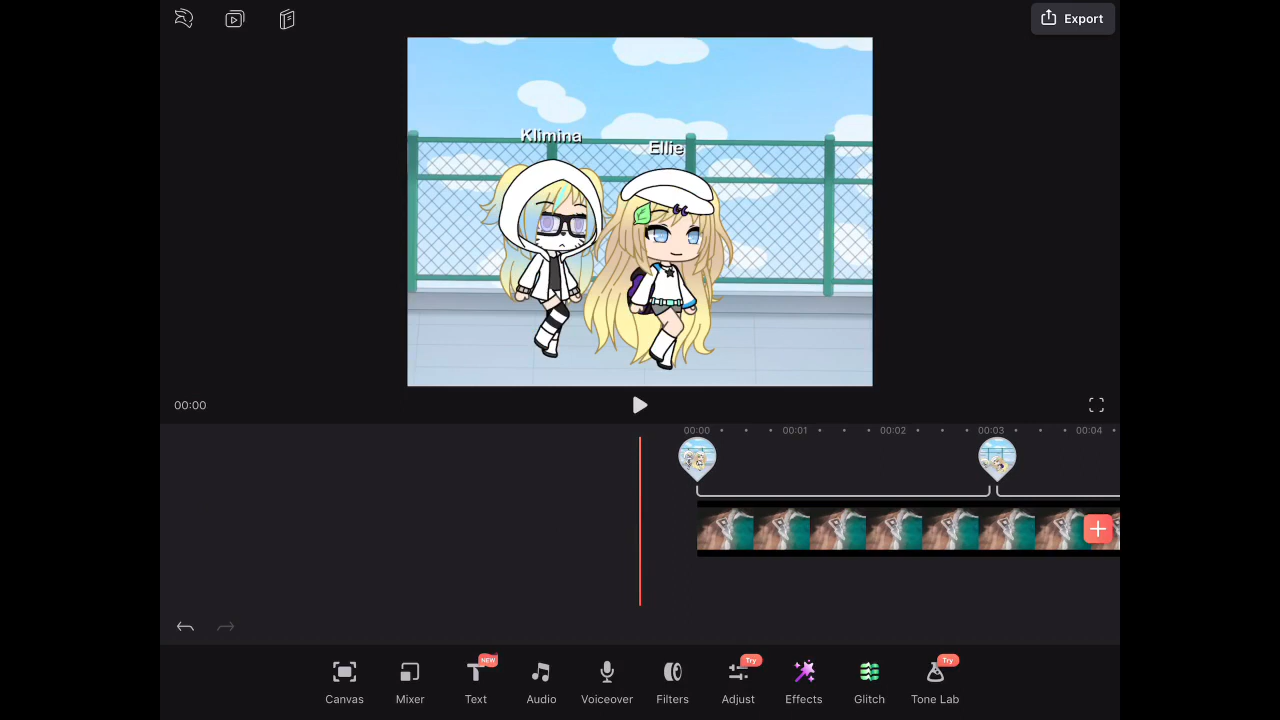 Export
Klimina
Ellie
00:00
00:00
00:01
00:02
00:03
00:04
NEW
Try
Try
Canvas
Mixer
Text
Audio
Voiceover
Filters
Adjust
Effects
Glitch
Tone Lab